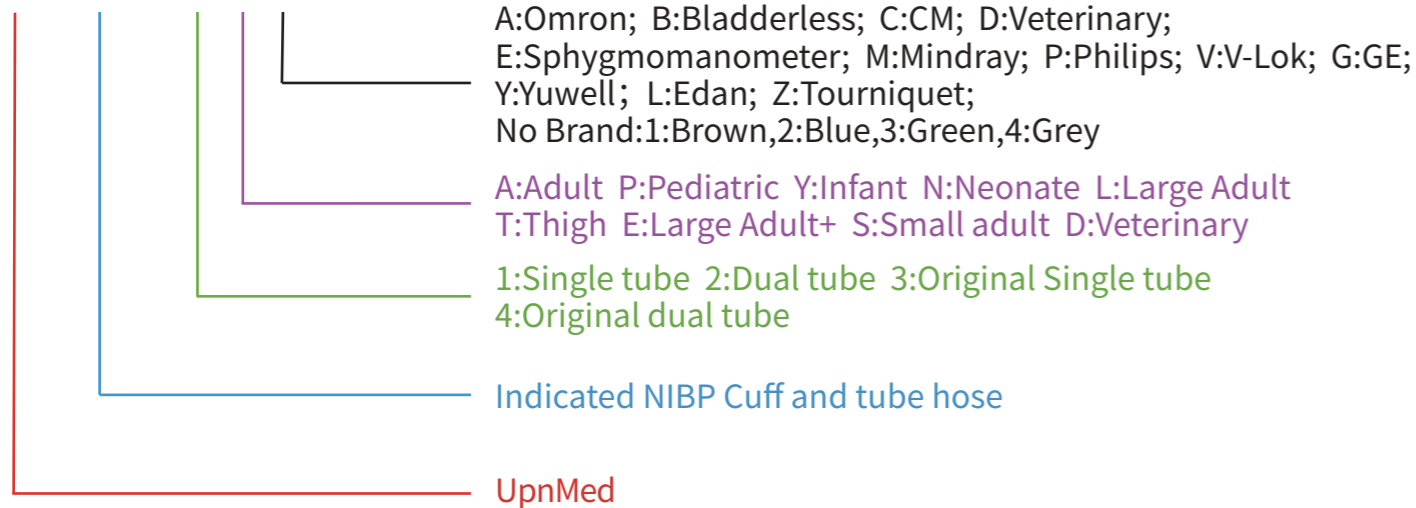 A:Omron; B:Bladderless; C:CM; D:Veterinary;
E:Sphygmomanometer; M:Mindray; P:Philips; V:V-Lok; G:GE;
Y:Yuwell； L:Edan; Z:Tourniquet;
No Brand:1:Brown,2:Blue,3:Green,4:Grey
A:Adult P:Pediatric Y:Infant N:Neonate L:Large Adult
T:Thigh E:Large Adult+ S:Small adult D:Veterinary
1:Single tube 2:Dual tube 3:Original Single tube
4:Original dual tube
Indicated NIBP Cuff and tube hose
UpnMed